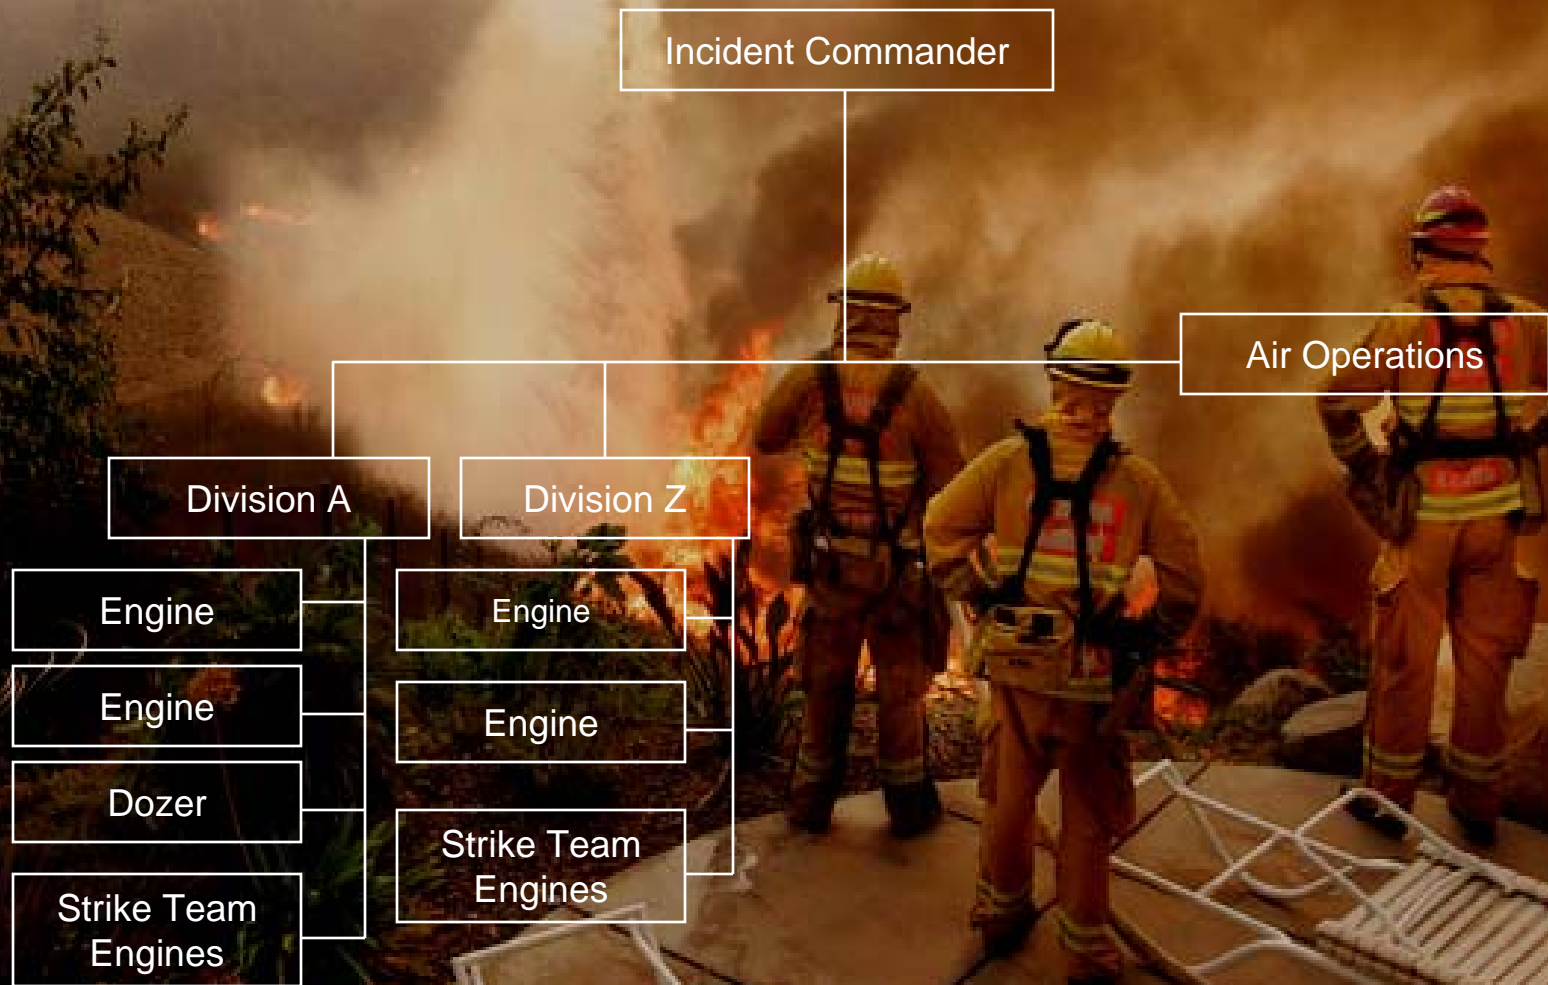 Incident Commander
Air Operations
Division A
Division Z
Engine
Engine
Dozer
Strike Team
Engines
Engine
Engine
Strike Team
Engines